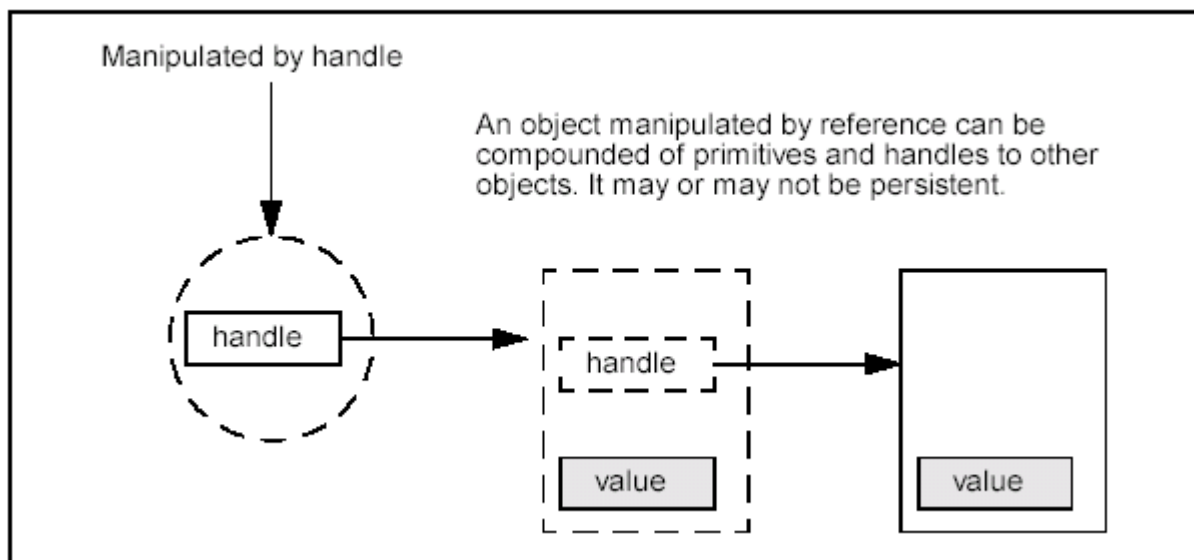 Manipulated by handle
An object manipulated by reference can be
compounded of primitives and handles to other
objects. It may or may not be persistent.
handle
handle
value
value